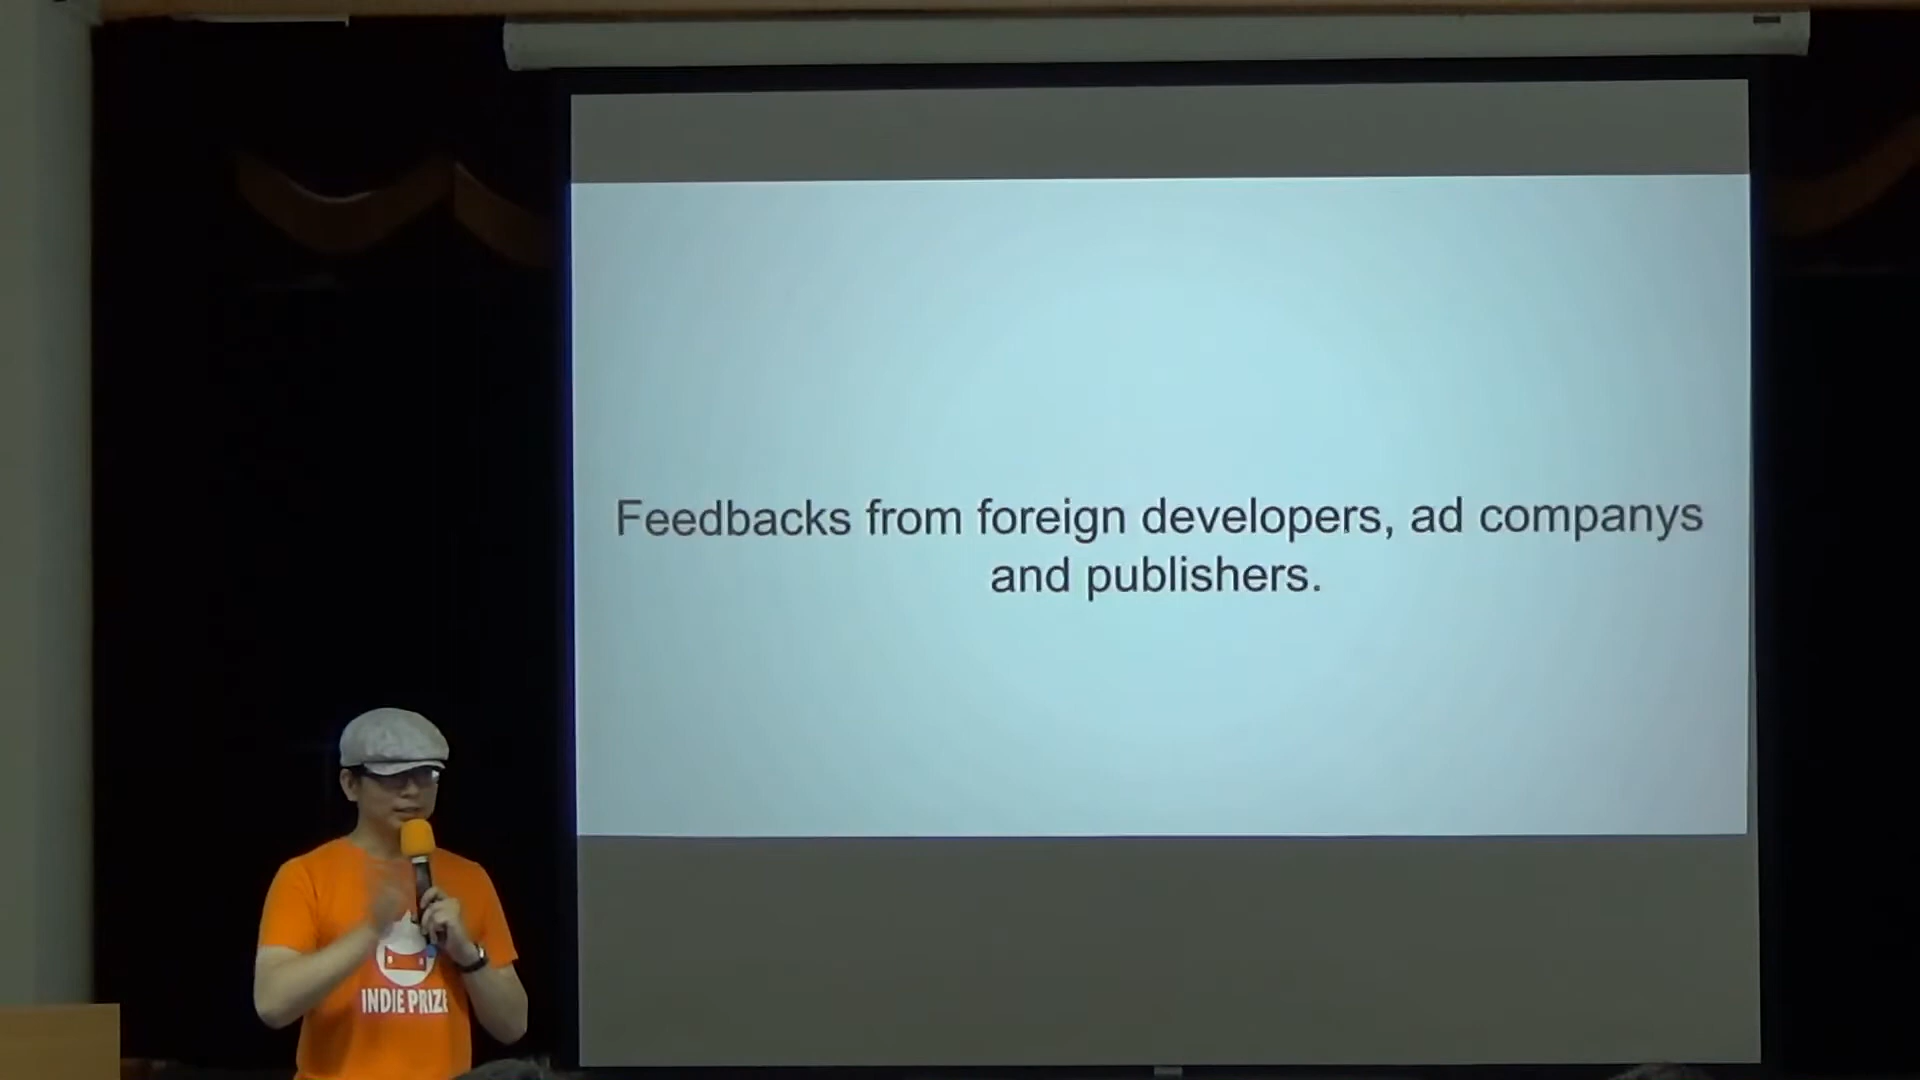 Feedbacks from foreign developers, ad companys
and publishers.
INDIE PRIZE